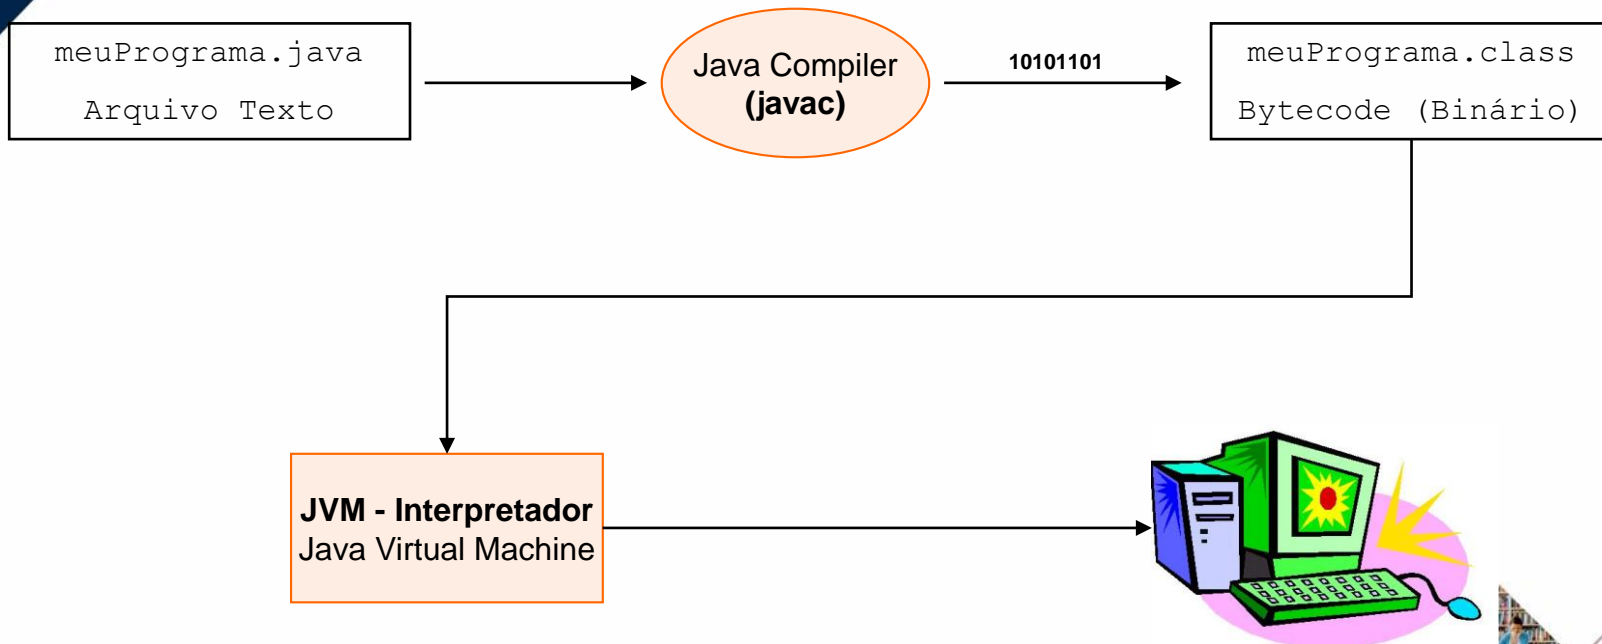 meuPrograma.java
Arquivo Texto
Java Compiler
(javac)
10101101
meuPrograma.class
Bytecode (Binário)
JVM - Interpretador
Java Virtual Machine